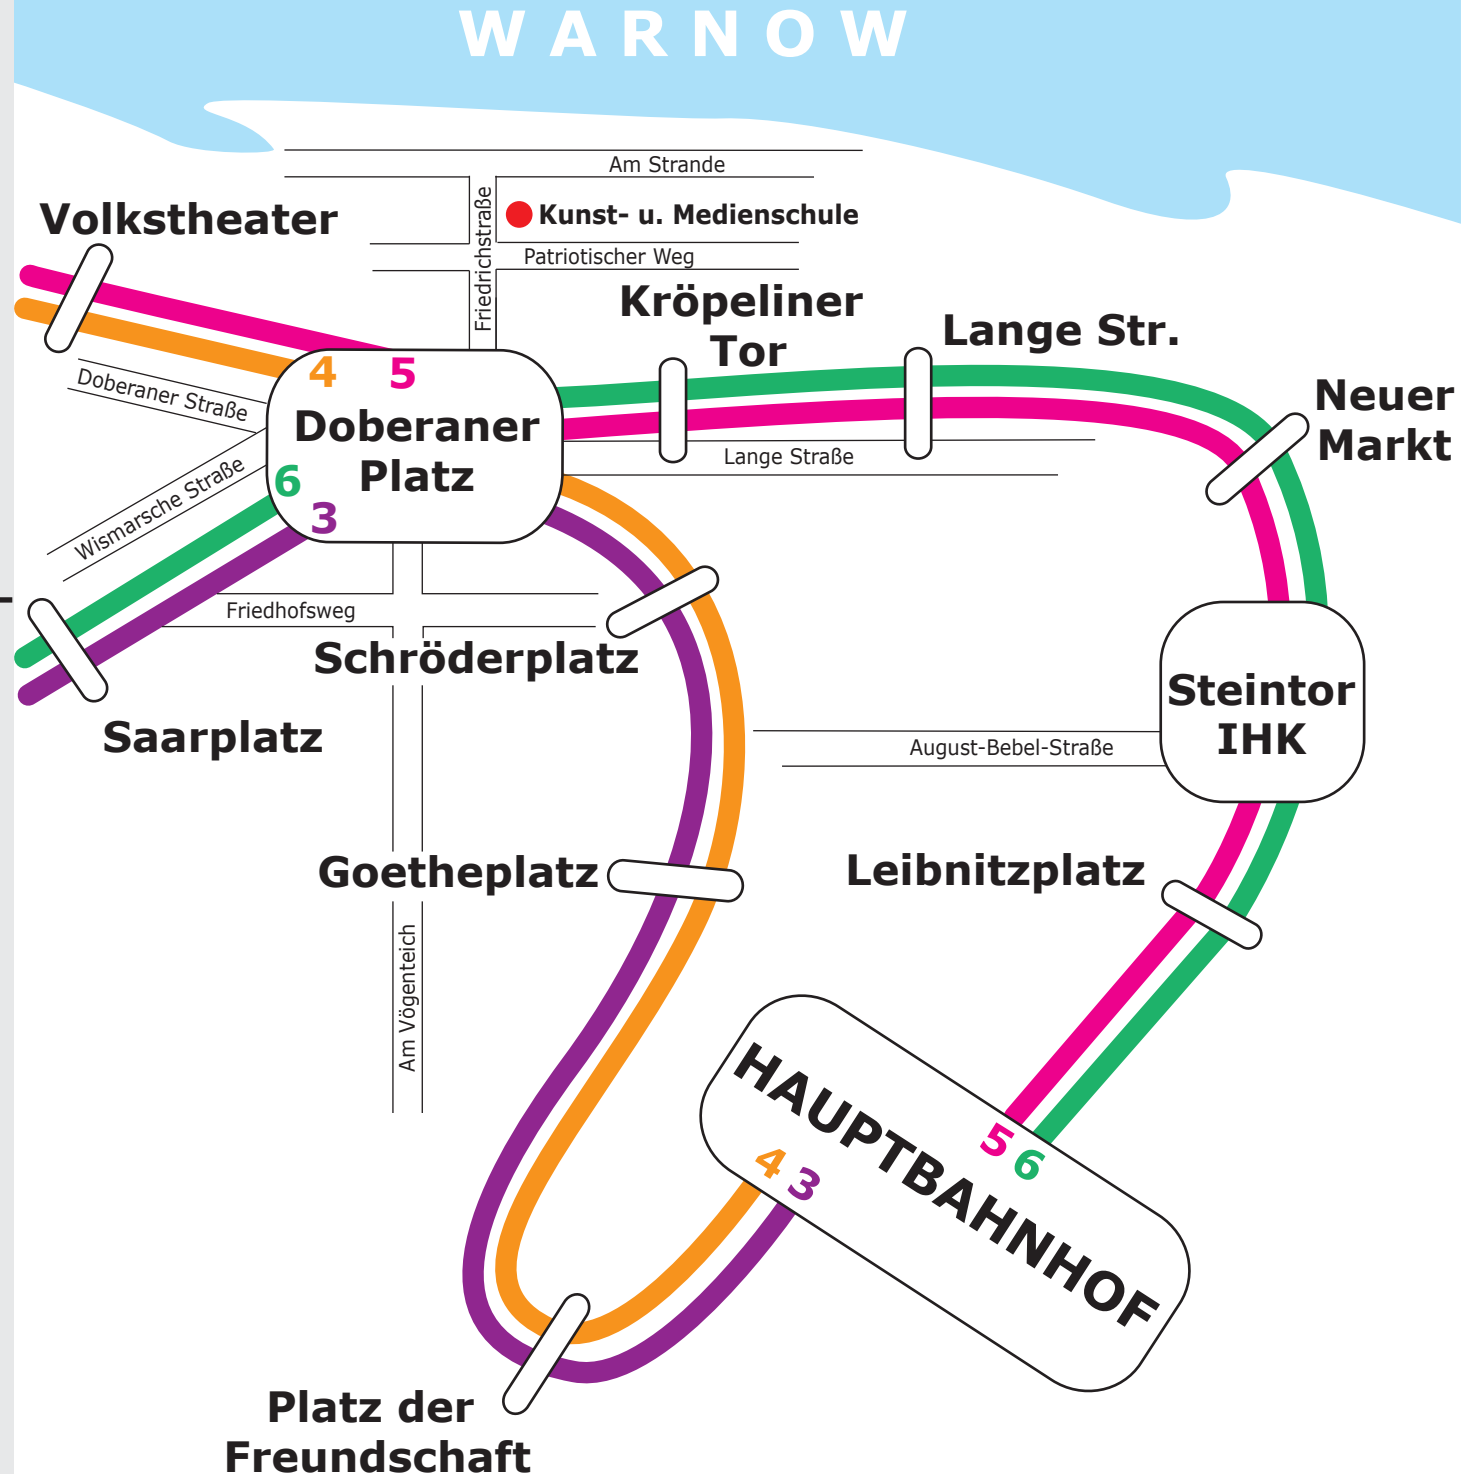 WARNOW
Am Strande
Friedrichstraße
Kunst- u. Medienschule
Volkstheater
Patriotischer Weg
Kröpeliner
Tor
Lange Str.
Neuer
Markt
4
5
Doberaner Straße
Doberaner
Platz
Lange Straße
Wismarsche Straße
6
3
Friedhofsweg
Schröderplatz
Saarplatz
Steintor
IHK
August-Bebel-Straße
Goetheplatz
Leibnitzplatz
Am Vögenteich
HAUPTBAHNHOF
5
6
4
3
Platz der
Freundschaft